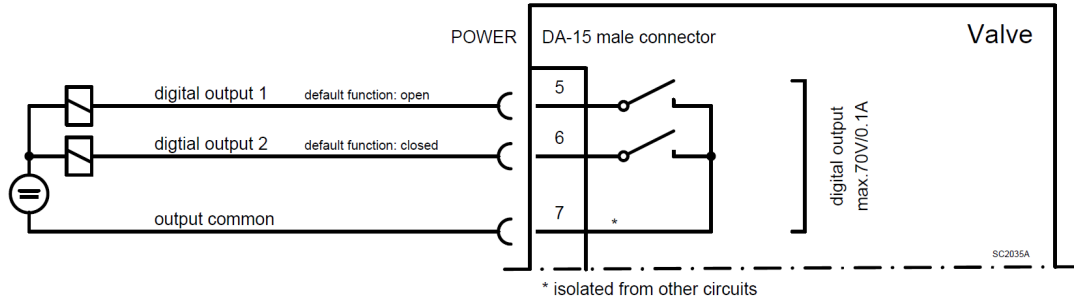 POWER
DA-15 male connector
Valve
digital output 1
default function: open
5
digtial output 2
default function: closed
6
output common
7
*
digital output
max.70V/0.1A
SC2035A
* isolated from other circuits